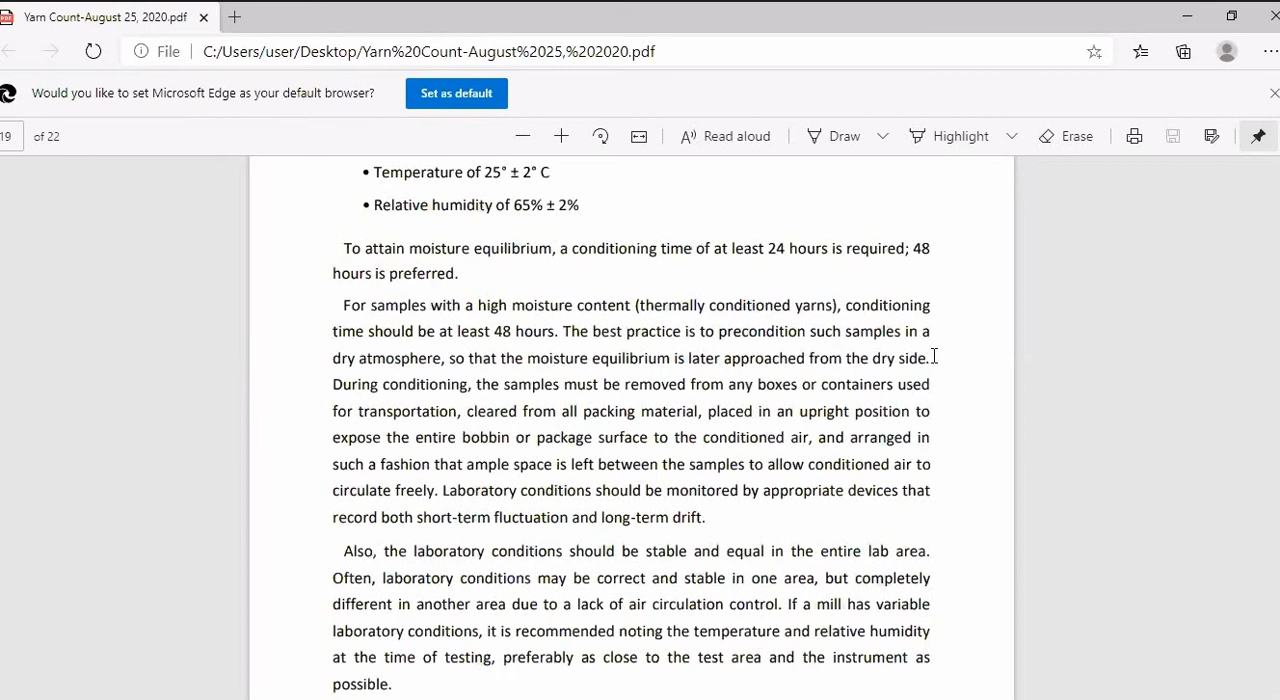 Yarn Count-August 25, 2020.pdf
File
C:/Users/user/Desktop/Yarn%20Count-August%2025,%202020.pdf
Would you like to set Microsoft Edge as your default browser?
Set as default
19 of 22
Read aloud
Draw
Highlight
Erase
• Temperature of 25° ± 2° C
• Relative humidity of 65% ± 2%
To attain moisture equilibrium, a conditioning time of at least 24 hours is required; 48
hours is preferred.
For samples with a high moisture content (thermally conditioned yarns), conditioning
time should be at least 48 hours. The best practice is to precondition such samples in a
dry atmosphere, so that the moisture equilibrium is later approached from the dry side.
During conditioning, the samples must be removed from any boxes or containers used
for transportation, cleared from all packing material, placed in an upright position to
expose the entire bobbin or package surface to the conditioned air, and arranged in
such a fashion that ample space is left between the samples to allow conditioned air to
circulate freely. Laboratory conditions should be monitored by appropriate devices that
record both short-term fluctuation and long-term drift.
Also, the laboratory conditions should be stable and equal in the entire lab area.
Often, laboratory conditions may be correct and stable in one area, but completely
different in another area due to a lack of air circulation control. If a mill has variable
laboratory conditions, it is recommended noting the temperature and relative humidity
at the time of testing, preferably as close to the test area and the instrument as
possible.